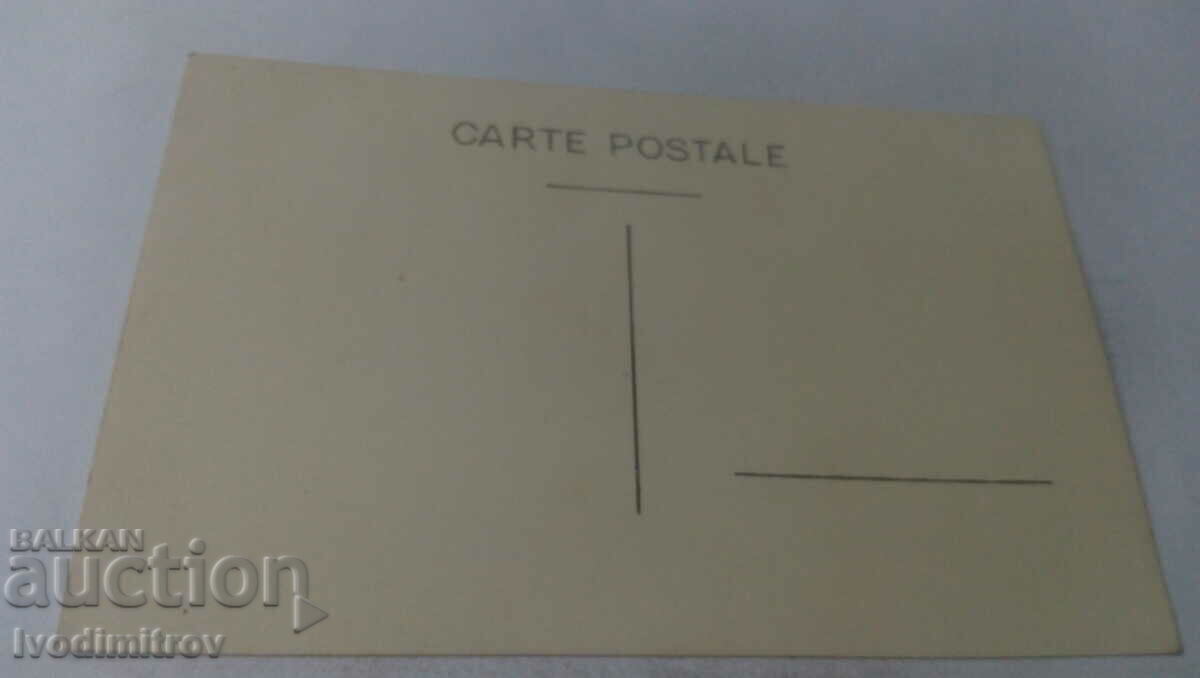 CARTE POSTALE
BALKAN
auction
Ivodimitrov